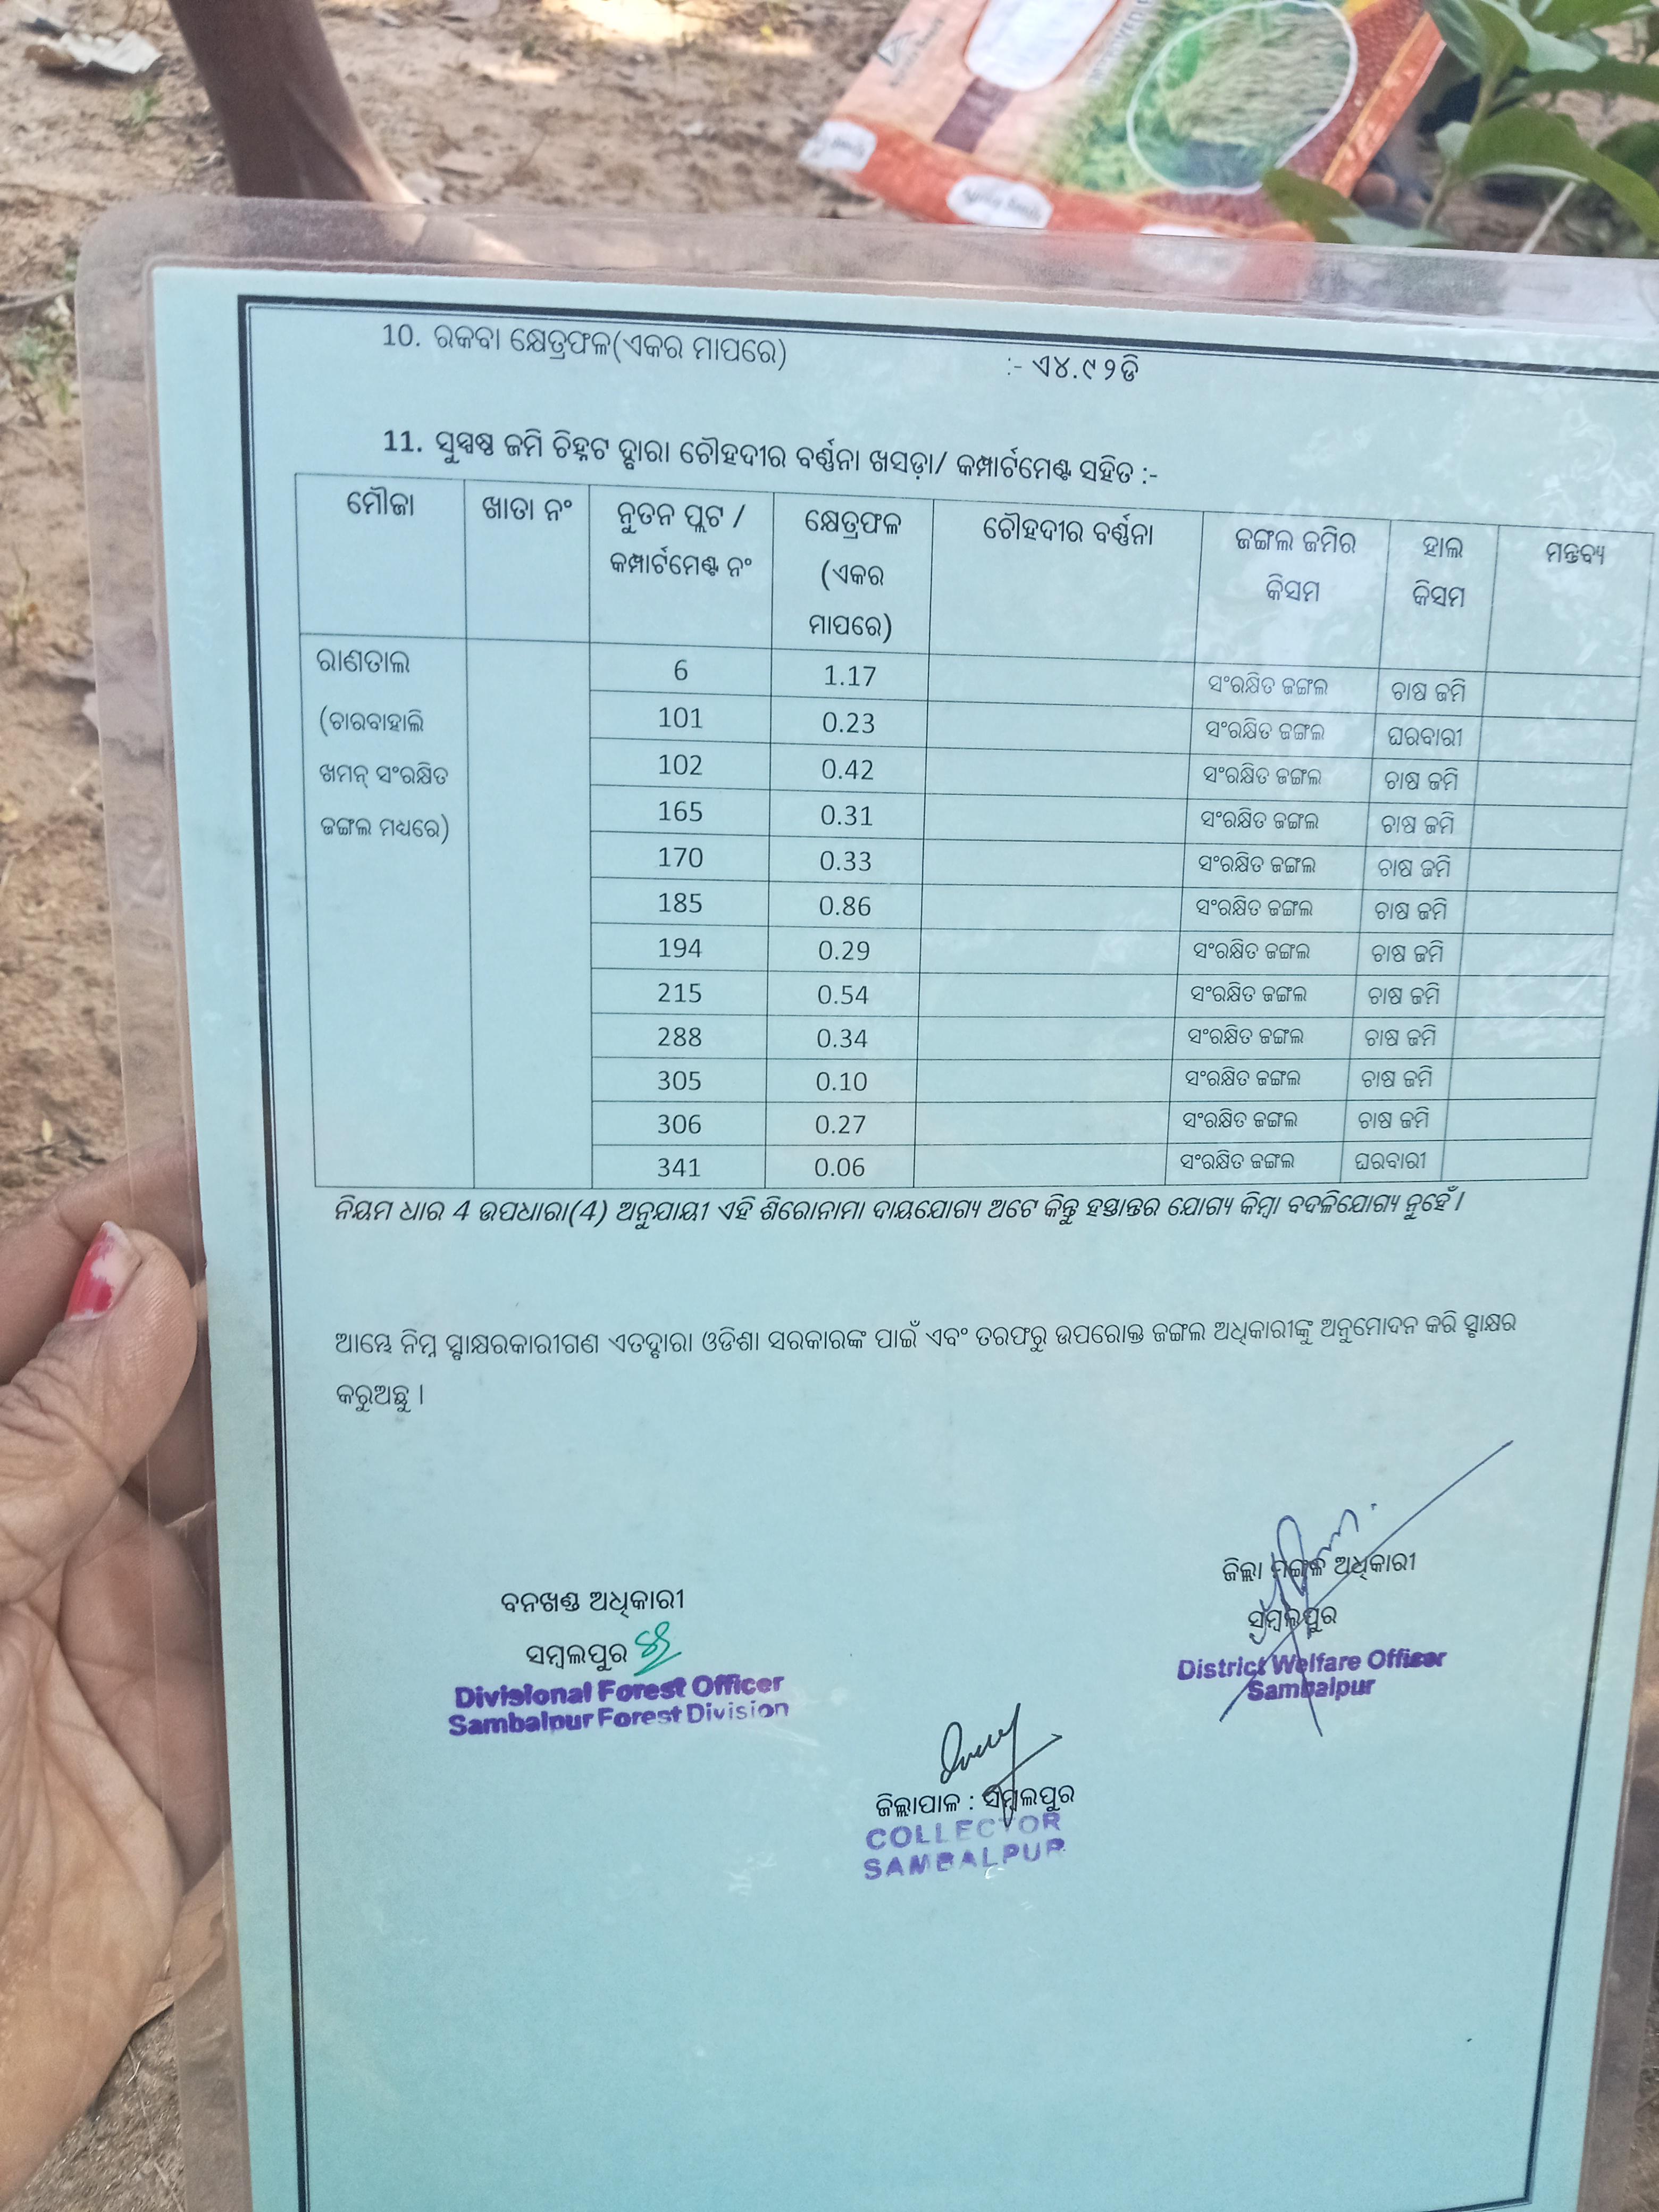 10. ରକବା କ୍ଷେତ୍ରଫଳ(ଏକର ମାପରେ) :- ଏ୪.୯୨ଡି
11. ସୁସ୍ପଷ୍ଟ ଜମି ଚିହ୍ନଟ ଦ୍ବାରା ଚୌହଦୀର ବର୍ଣ୍ଣନା ଖସଡ଼ା/ କମ୍ପାର୍ଟମେଣ୍ଟ ସହିତ :-
ମୌଜା ଖାତା ନଂ ନୁତନ ପ୍ଲଟ / କମ୍ପାର୍ଟମେଣ୍ଟ ନଂ କ୍ଷେତ୍ରଫଳ (ଏକର ମାପରେ) ଚୌହଦୀର ବର୍ଣ୍ଣନା ଜଙ୍ଗଲ ଜମିର କିସମ ହାଲ କିସମ ମନ୍ତବ୍ୟ
ରାଣତାଲ
(ଚାରବାହାଲି
ଖମନ୍ ସଂରକ୍ଷିତ
ଜଙ୍ଗଲ ମଧ୍ୟରେ)
6 1.17 ସଂରକ୍ଷିତ ଜଙ୍ଗଲ ଚାଷ ଜମି
101 0.23 ସଂରକ୍ଷିତ ଜଙ୍ଗଲ ଘରବାରୀ
102 0.42 ସଂରକ୍ଷିତ ଜଙ୍ଗଲ ଚାଷ ଜମି
165 0.31 ସଂରକ୍ଷିତ ଜଙ୍ଗଲ ଚାଷ ଜମି
170 0.33 ସଂରକ୍ଷିତ ଜଙ୍ଗଲ ଚାଷ ଜମି
185 0.86 ସଂରକ୍ଷିତ ଜଙ୍ଗଲ ଚାଷ ଜମି
194 0.29 ସଂରକ୍ଷିତ ଜଙ୍ଗଲ ଚାଷ ଜମି
215 0.54 ସଂରକ୍ଷିତ ଜଙ୍ଗଲ ଚାଷ ଜମି
288 0.34 ସଂରକ୍ଷିତ ଜଙ୍ଗଲ ଚାଷ ଜମି
305 0.10 ସଂରକ୍ଷିତ ଜଙ୍ଗଲ ଚାଷ ଜମି
306 0.27 ସଂରକ୍ଷିତ ଜଙ୍ଗଲ ଚାଷ ଜମି
341 0.06 ସଂରକ୍ଷିତ ଜଙ୍ଗଲ ଘରବାରୀ
ନିୟମ ଧାର 4 ଉପଧାରା(4) ଅନୁଯାୟୀ ଏହି ଶିରୋନାମା ଦାୟଯୋଗ୍ୟ ଅଟେ କିନ୍ତୁ ହସ୍ତାନ୍ତର ଯୋଗ୍ୟ କିମ୍ବା ବଦଳିଯୋଗ୍ୟ ନୁହେଁ ।
ଆମ୍ଭେ ନିମ୍ନ ସ୍ବାକ୍ଷରକାରୀଗଣ ଏତଦ୍ବାରା ଓଡିଶା ସରକାରଙ୍କ ପାଇଁ ଏବଂ ତରଫରୁ ଉପରୋକ୍ତ ଜଙ୍ଗଲ ଅଧିକାରୀଙ୍କୁ ଅନୁମୋଦନ କରି ସ୍ବାକ୍ଷର
କରୁଅଛୁ ।
ବନଖଣ୍ଡ ଅଧିକାରୀ
ସମ୍ବଲପୁର
Divisional Forest Officer
Sambalpur Forest Division
ଜିଲ୍ଲା ମଙ୍ଗଳ ଅଧିକାରୀ
ସମ୍ବଲପୁର
District Welfare Officer
Sambalpur
ଜିଲ୍ଲାପାଳ : ସମ୍ବଲପୁର
COLLECTOR
SAMBALPUR